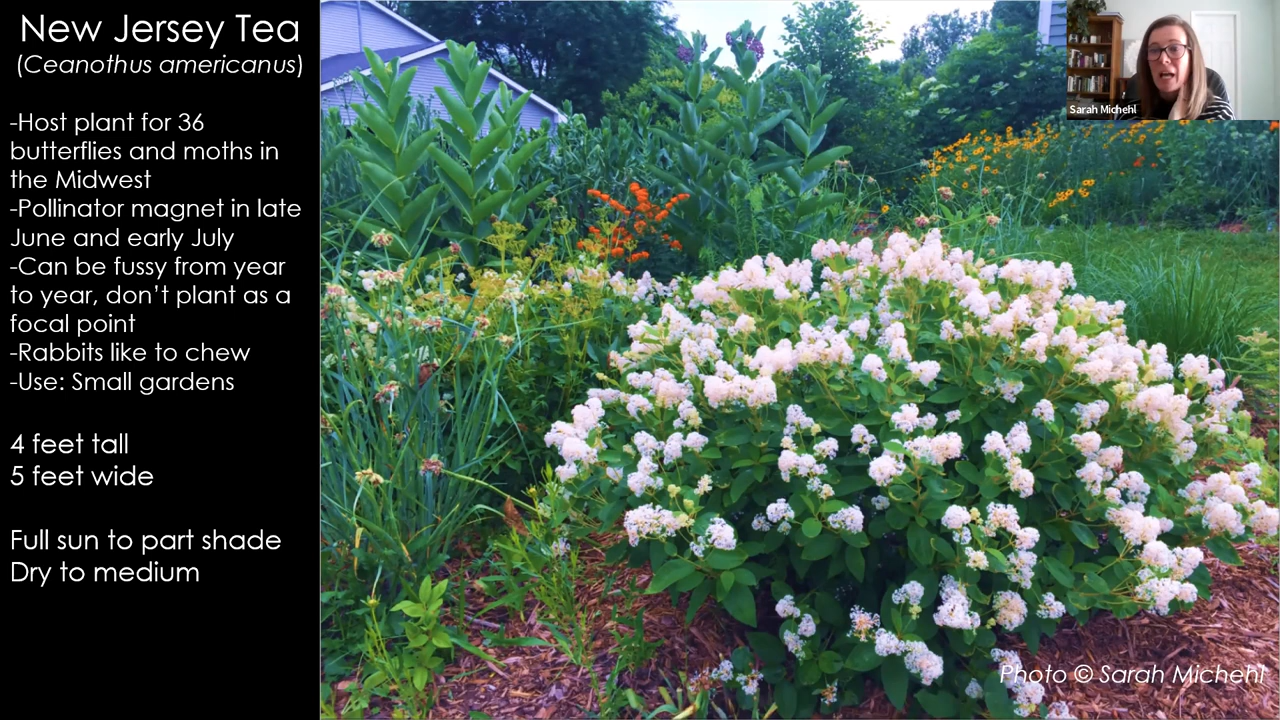 New Jersey Tea
(Ceanothus americanus)
-Host plant for 36
butterflies and moths in
the Midwest
-Pollinator magnet in late
June and early July
-Can be fussy from year
to year, don’t plant as a
focal point
-Rabbits like to chew
-Use: Small gardens
4 feet tall
5 feet wide
Full sun to part shade
Dry to medium
Sarah Michehl
Photo © Sarah Michehl